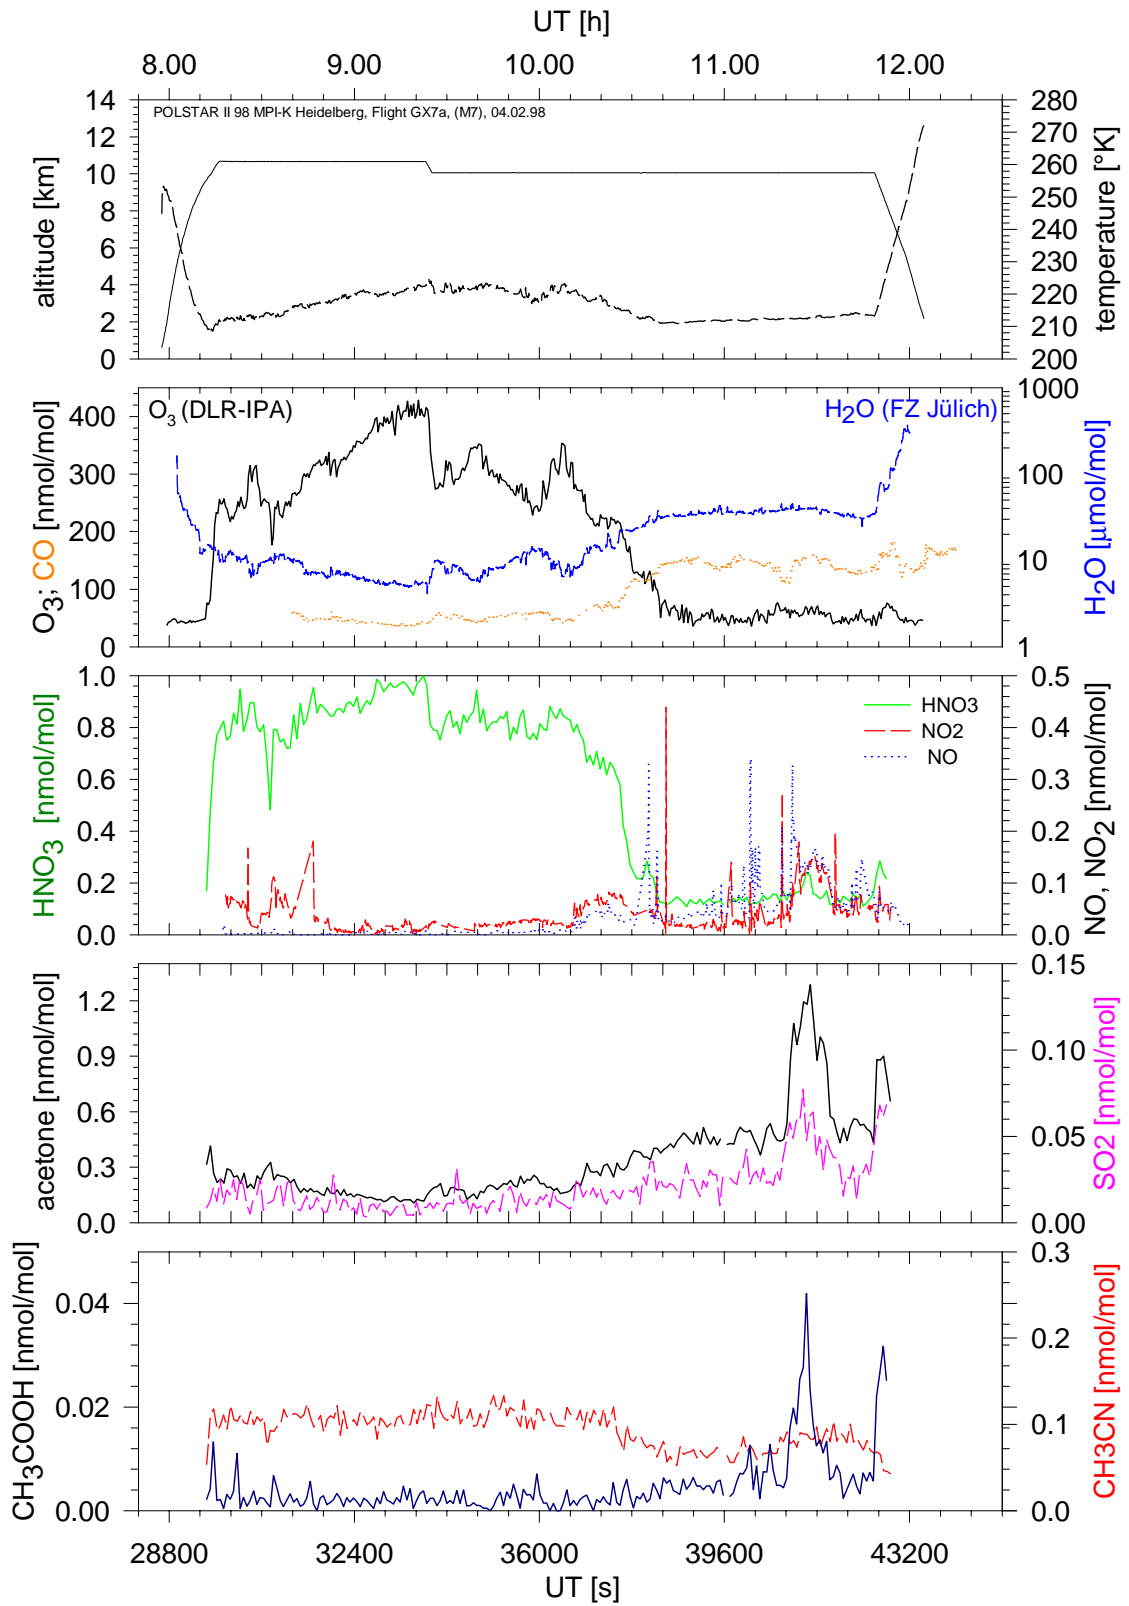 UT [h]
8.00 9.00 10.00 11.00 12.00
POLSTAR II 98 MPI-K Heidelberg, Flight GX7a, (M7), 04.02.98
altitude [km]
14
12
10
8
6
4
2
0
temperature [°K]
280
270
260
250
240
230
220
210
200
O3 (DLR-IPA)
H2O (FZ Jülich)
O3; CO [nmol/mol]
400
300
200
100
0
H2O [µmol/mol]
1000
100
10
1
HNO3 [nmol/mol]
1.0
0.8
0.6
0.4
0.2
0.0
HNO3
NO2
NO
NO, NO2 [nmol/mol]
0.5
0.4
0.3
0.2
0.1
0.0
acetone [nmol/mol]
1.2
0.9
0.6
0.3
0.0
SO2 [nmol/mol]
0.15
0.10
0.05
0.00
CH3COOH [nmol/mol]
0.04
0.02
0.00
CH3CN [nmol/mol]
0.3
0.2
0.1
0.0
28800 32400 36000 39600 43200
UT [s]